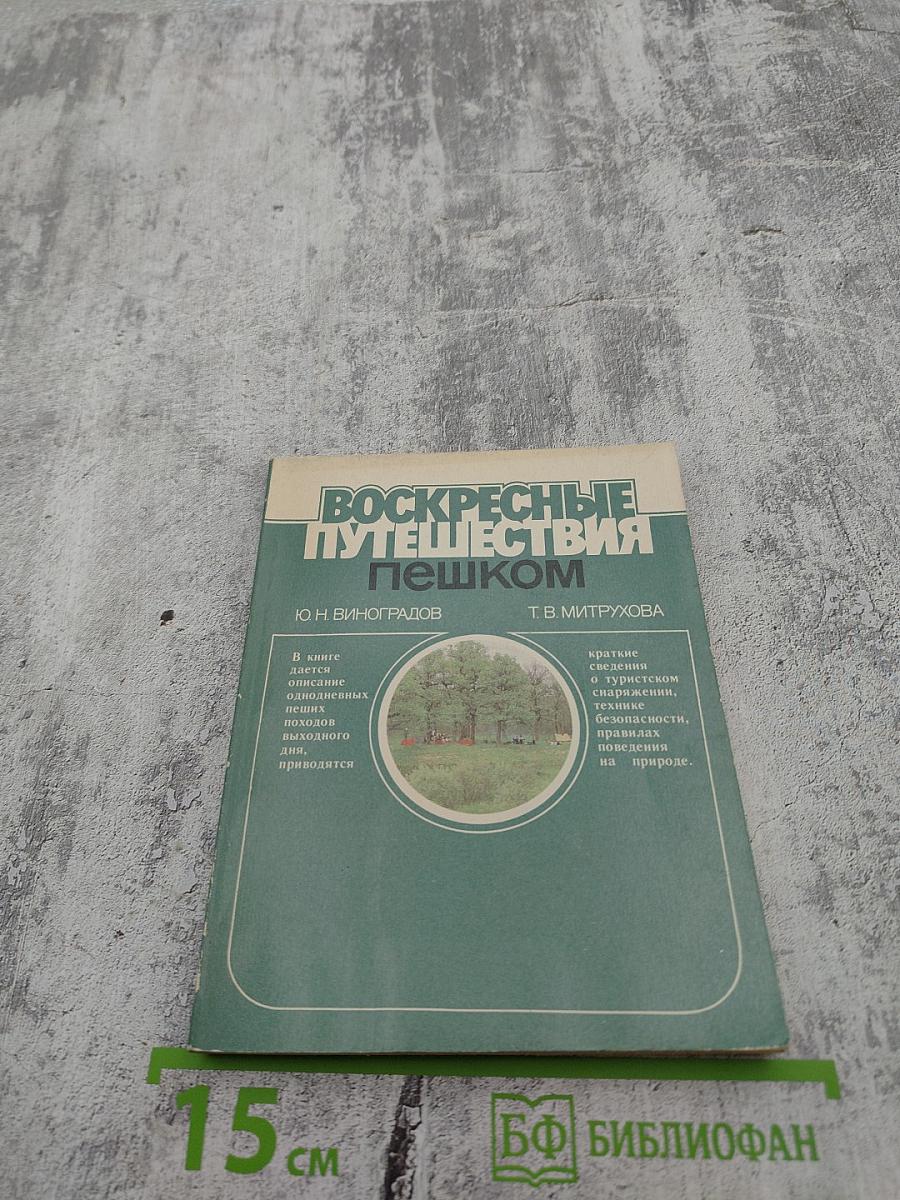 ВОСКРЕСНЫЕ
ПУТЕШЕСТВИЯ
пешком
Ю. Н. ВИНОГРАДОВ
Т. В. МИТРУХОВА
В книге
дается
описание
однодневных
пеших
походов
выходного
дня,
приводятся
краткие
сведения
о туристском
снаряжении,
технике
безопасности,
правилах
поведения
на природе.
15 см
БФ БИБЛИОФАН